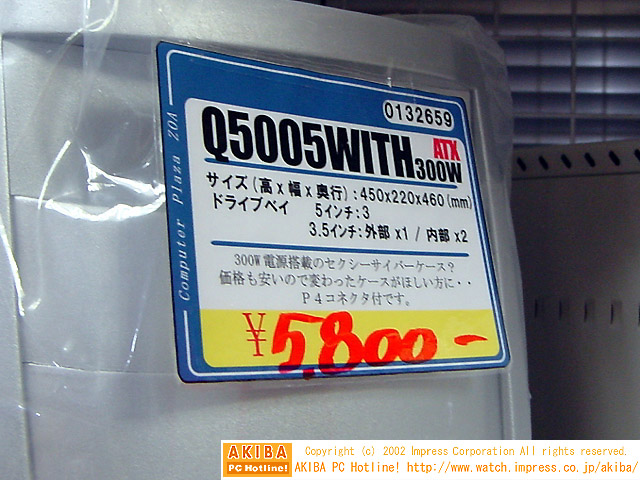 0132659
Q5005WITH ATX 300W
サイズ(高x幅x奥行):450x220x460(mm)
ドライブベイ 5インチ:3
3.5インチ:外部 x1 / 内部 x2
300W電源搭載のセクシーサイバーケース?
価格も安いので変わったケースがほしい方に・・
P4コネクタ付です。
¥5,800-
Computer Plaza ZOA
AKIBA
PC Hotline!
Copyright (c) 2002 Impress Corporation All rights reserved.
AKIBA PC Hotline! http://www.watch.impress.co.jp/akiba/